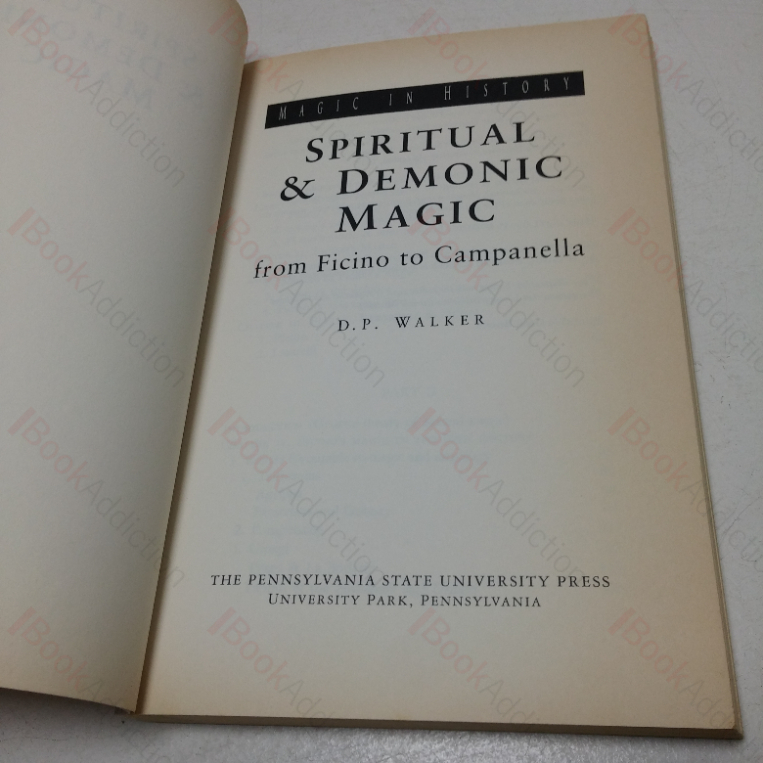 MAGIC IN HISTORY
SPIRITUAL
& DEMONIC
MAGIC
from Ficino to Campanella
D.P. WALKER
THE PENNSYLVANIA STATE UNIVERSITY PRESS
UNIVERSITY PARK, PENNSYLVANIA
BookAddiction